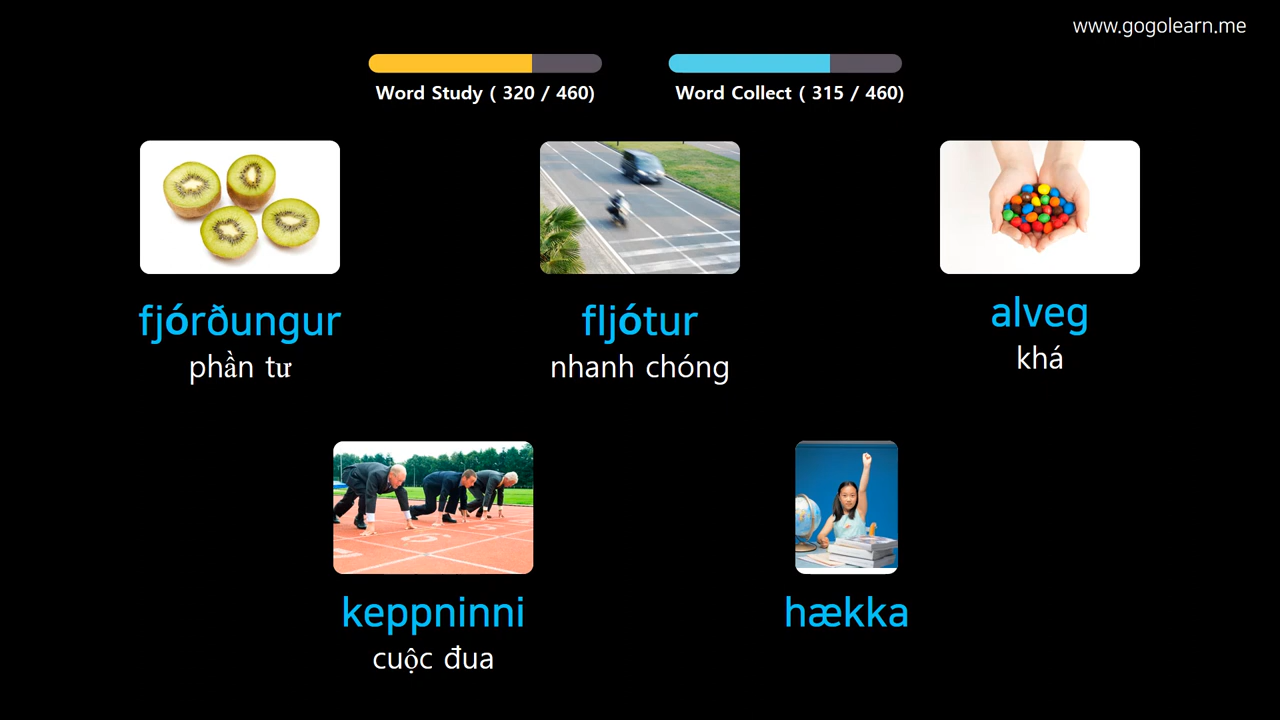 www.gogolearn.me
Word Study ( 320 / 460)
Word Collect ( 315 / 460)
fjórðungur
phần tư
fljótur
nhanh chóng
alveg
khá
keppninni
cuộc đua
hækka